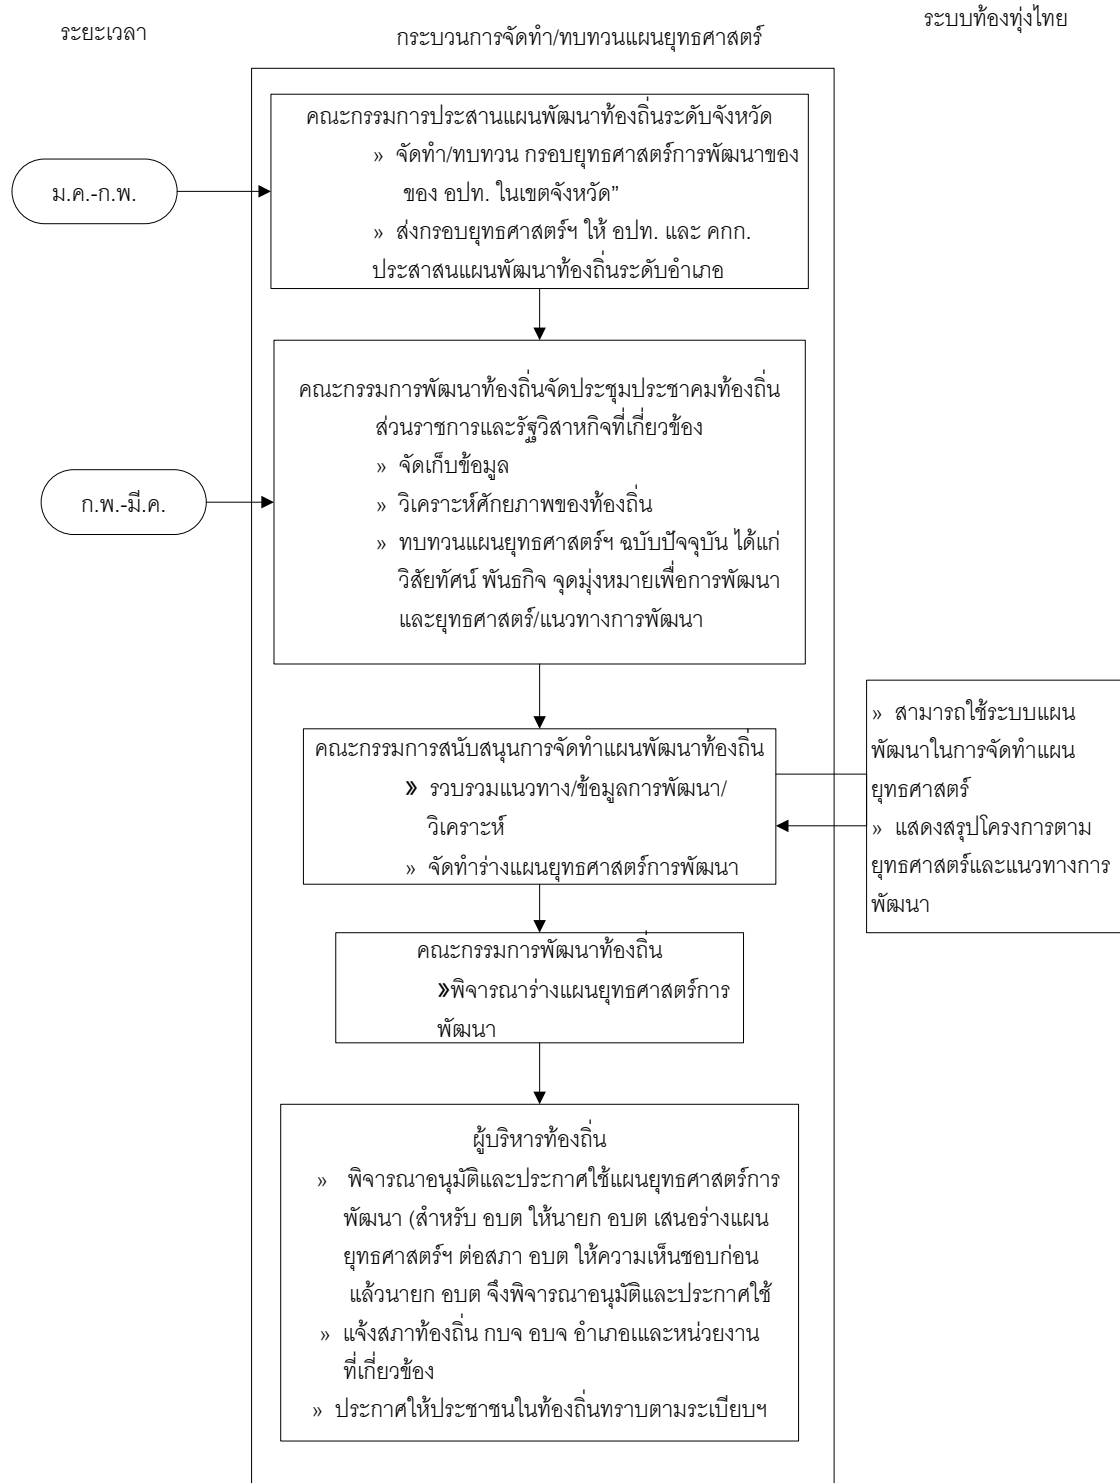 ระยะเวลา
กระบวนการจัดทำ/ทบทวนแผนยุทธศาสตร์
ระบบท้องทุ่งไทย
ม.ค.-ก.พ.
คณะกรรมการประสานแผนพัฒนาท้องถิ่นระดับจังหวัด
» จัดทำ/ทบทวน กรอบยุทธศาสตร์การพัฒนาของ
ของ อปท. ในเขตจังหวัด”
» ส่งกรอบยุทธศาสตร์ฯ ให้ อปท. และ คกก.
ประสาสนแผนพัฒนาท้องถิ่นระดับอำเภอ
ก.พ.-มี.ค.
คณะกรรมการพัฒนาท้องถิ่นจัดประชุมประชาคมท้องถิ่น
ส่วนราชการและรัฐวิสาหกิจที่เกี่ยวข้อง
» จัดเก็บข้อมูล
» วิเคราะห์ศักยภาพของท้องถิ่น
» ทบทวนแผนยุทธศาสตร์ฯ ฉบับปัจจุบัน ได้แก่
วิสัยทัศน์ พันธกิจ จุดมุ่งหมายเพื่อการพัฒนา
และยุทธศาสตร์/แนวทางการพัฒนา
คณะกรรมการสนับสนุนการจัดทำแผนพัฒนาท้องถิ่น
» รวบรวมแนวทาง/ข้อมูลการพัฒนา/
วิเคราะห์
» จัดทำร่างแผนยุทธศาสตร์การพัฒนา
» สามารถใช้ระบบแผน
พัฒนาในการจัดทำแผน
ยุทธศาสตร์
» แสดงสรุปโครงการตาม
ยุทธศาสตร์และแนวทางการ
พัฒนา
คณะกรรมการพัฒนาท้องถิ่น
»พิจารณาร่างแผนยุทธศาสตร์การ
พัฒนา
ผู้บริหารท้องถิ่น
» พิจารณาอนุมัติและประกาศใช้แผนยุทธศาสตร์การ
พัฒนา (สำหรับ อบต ให้นายก อบต เสนอร่างแผน
ยุทธศาสตร์ฯ ต่อสภา อบต ให้ความเห็นชอบก่อน
แล้วนายก อบต จึงพิจารณาอนุมัติและประกาศใช้
» แจ้งสภาท้องถิ่น กบจ อบจ อำเภอและหน่วยงาน
ที่เกี่ยวข้อง
» ประกาศให้ประชาชนในท้องถิ่นทราบตามระเบียบฯ